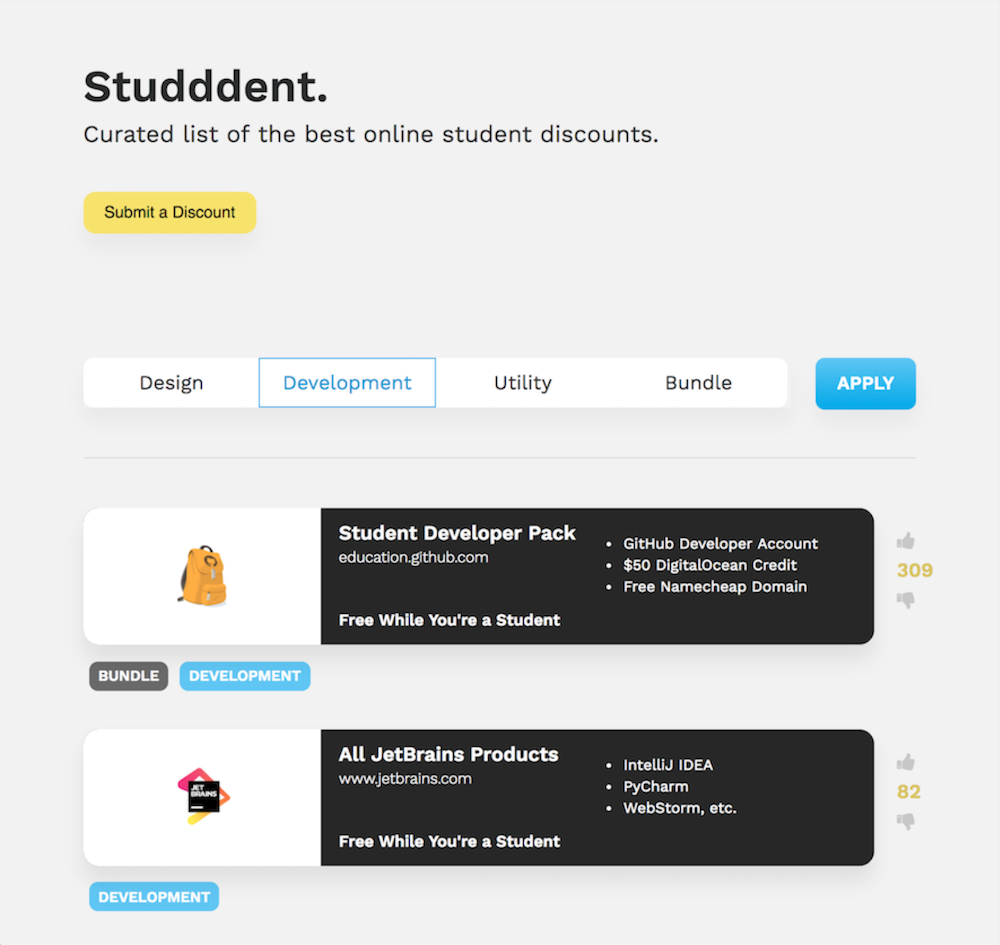 Studddent.
Curated list of the best online student discounts.
Submit a Discount
Design Development Utility Bundle APPLY
Student Developer Pack
education.github.com
Free While You're a Student
• GitHub Developer Account
• $50 DigitalOcean Credit
• Free Namecheap Domain
309
BUNDLE DEVELOPMENT
JET
BRAINS
All JetBrains Products
www.jetbrains.com
Free While You're a Student
• IntelliJ IDEA
• PyCharm
• WebStorm, etc.
82
DEVELOPMENT